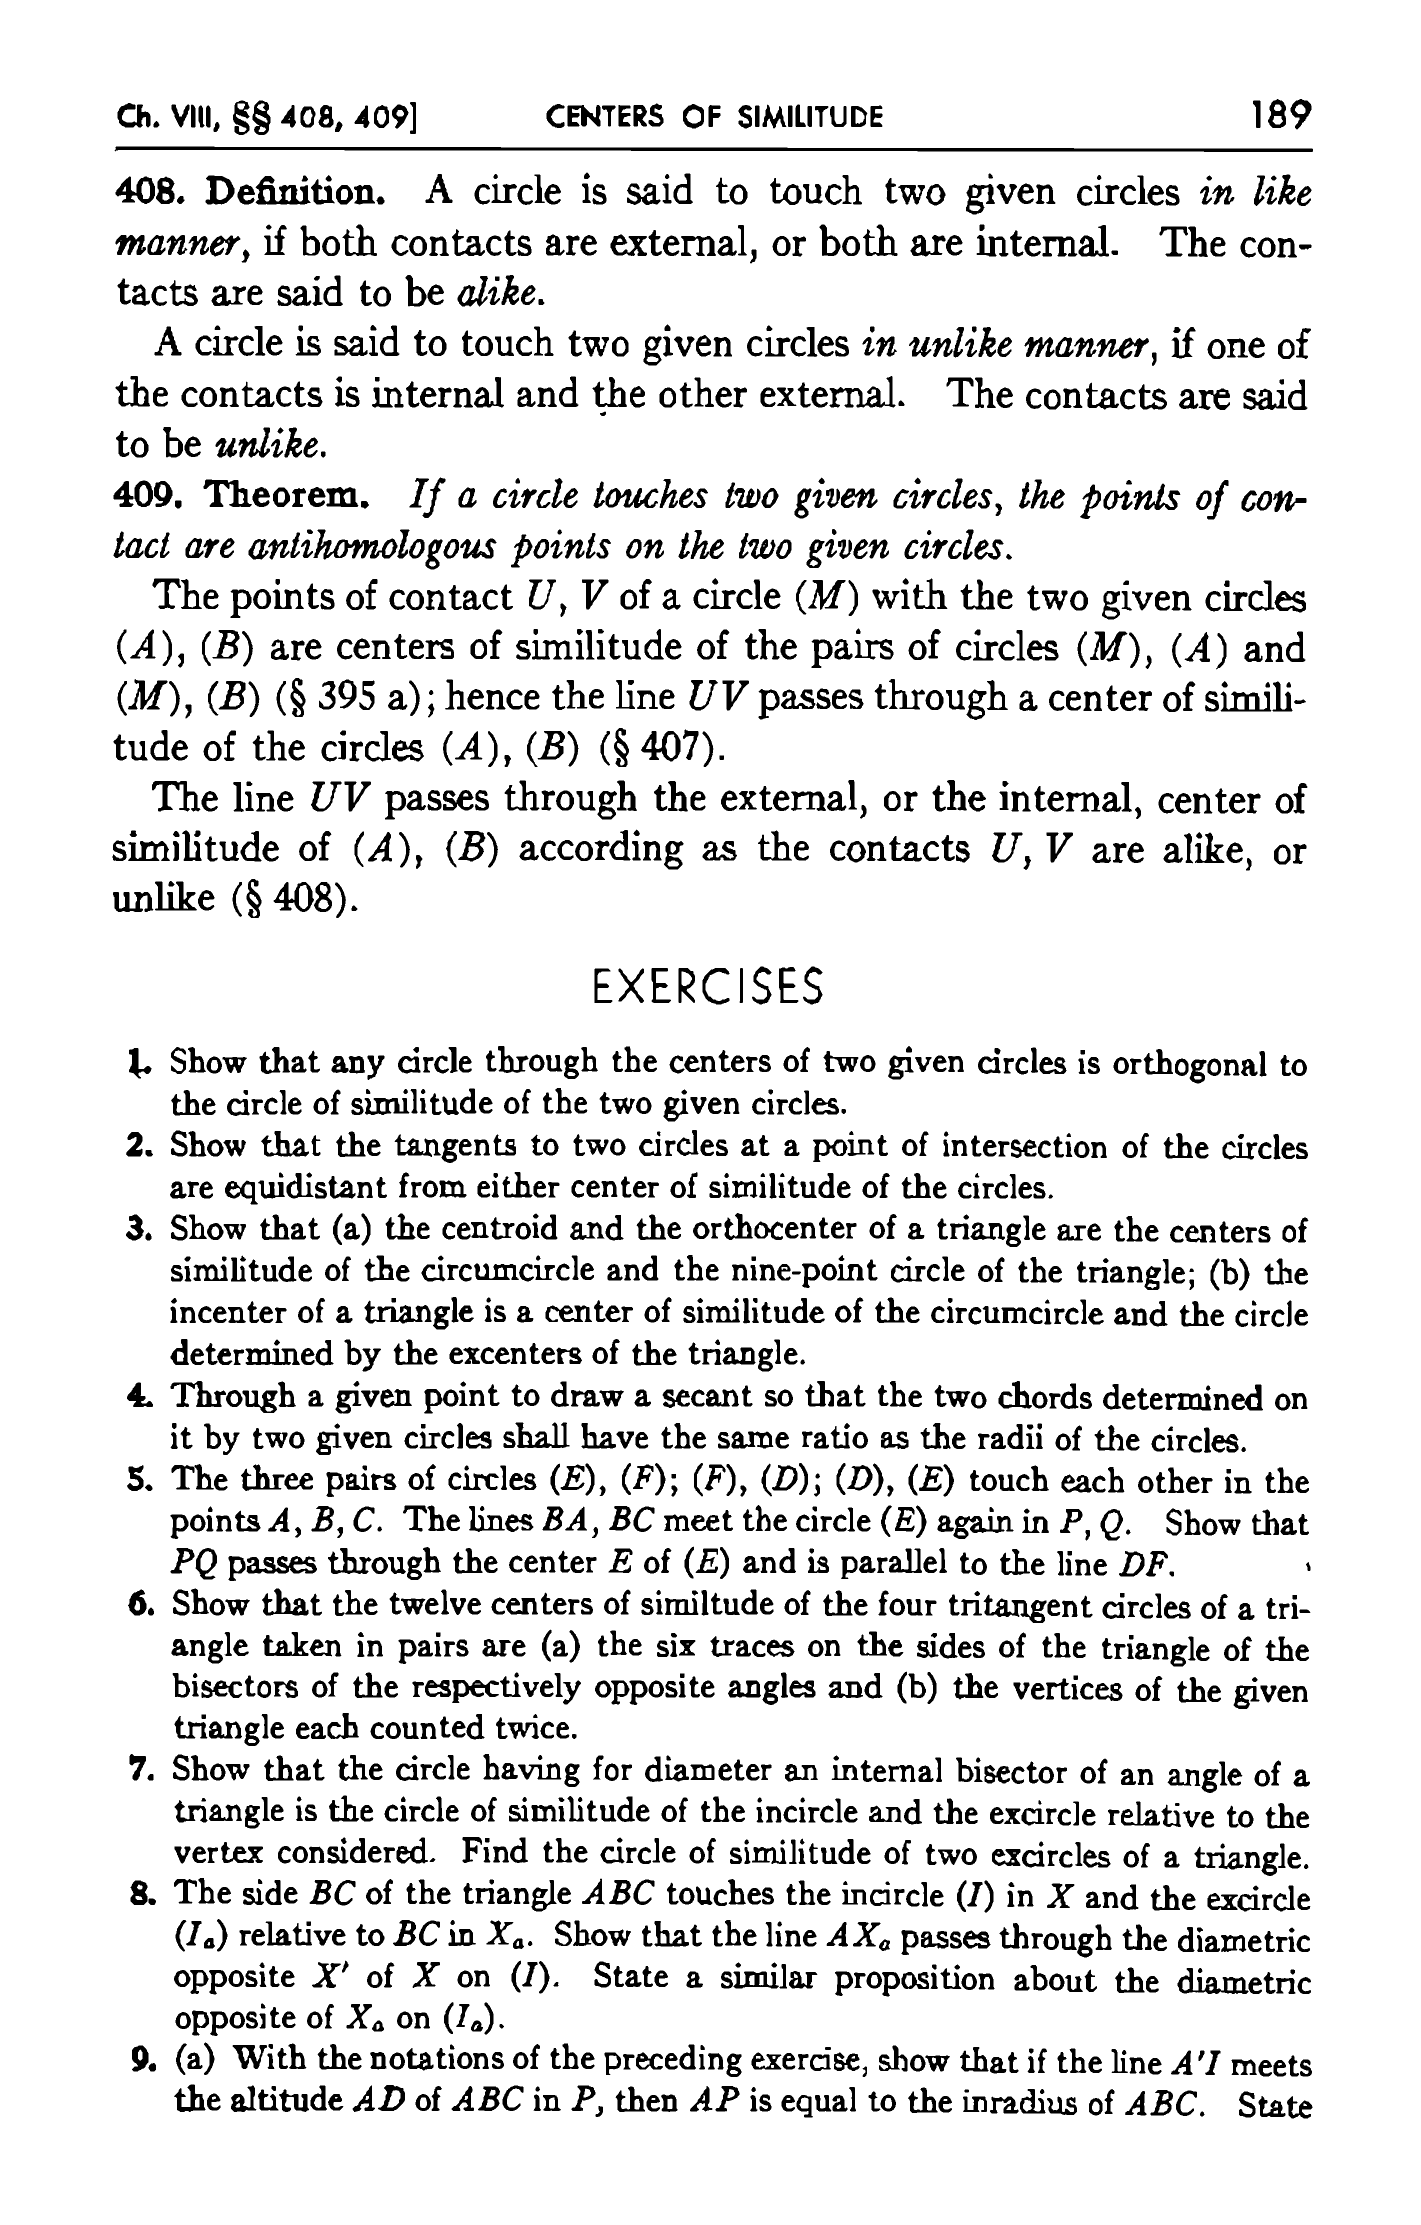 Ch. VIII, §§ 408, 409] CENTERS OF SIMILITUDE 189
408. Definition. A circle is said to touch two given circles in like
manner, if both contacts are external, or both are internal. The con-
tacts are said to be alike.
A circle is said to touch two given circles in unlike manner, if one of
the contacts is internal and the other external. The contacts are said
to be unlike.
409. Theorem. If a circle touches two given circles, the points of con-
tact are antihomologous points on the two given circles.
The points of contact U, V of a circle (M) with the two given circles
(A), (B) are centers of similitude of the pairs of circles (M), (A) and
(M), (B) (§ 395 a); hence the line UV passes through a center of simili-
tude of the circles (A), (B) (§ 407).
The line UV passes through the external, or the internal, center of
similitude of (A), (B) according as the contacts U, V are alike, or
unlike (§ 408).
EXERCISES
1. Show that any circle through the centers of two given circles is orthogonal to
the circle of similitude of the two given circles.
2. Show that the tangents to two circles at a point of intersection of the circles
are equidistant from either center of similitude of the circles.
3. Show that (a) the centroid and the orthocenter of a triangle are the centers of
similitude of the circumcircle and the nine-point circle of the triangle; (b) the
incenter of a triangle is a center of similitude of the circumcircle and the circle
determined by the excenters of the triangle.
4. Through a given point to draw a secant so that the two chords determined on
it by two given circles shall have the same ratio as the radii of the circles.
5. The three pairs of circles (E), (F); (F), (D); (D), (E) touch each other in the
points A, B, C. The lines BA, BC meet the circle (E) again in P, Q. Show that
PQ passes through the center E of (E) and is parallel to the line DF.
6. Show that the twelve centers of similtude of the four tritangent circles of a tri-
angle taken in pairs are (a) the six traces on the sides of the triangle of the
bisectors of the respectively opposite angles and (b) the vertices of the given
triangle each counted twice.
7. Show that the circle having for diameter an internal bisector of an angle of a
triangle is the circle of similitude of the incircle and the excircle relative to the
vertex considered. Find the circle of similitude of two excircles of a triangle.
8. The side BC of the triangle ABC touches the incircle (I) in X and the excircle
(Iₐ) relative to BC in Xₐ. Show that the line AXₐ passes through the diametric
opposite X' of X on (I). State a similar proposition about the diametric
opposite of Xₐ on (Iₐ).
9. (a) With the notations of the preceding exercise, show that if the line A'I meets
the altitude AD of ABC in P, then AP is equal to the inradius of ABC. State